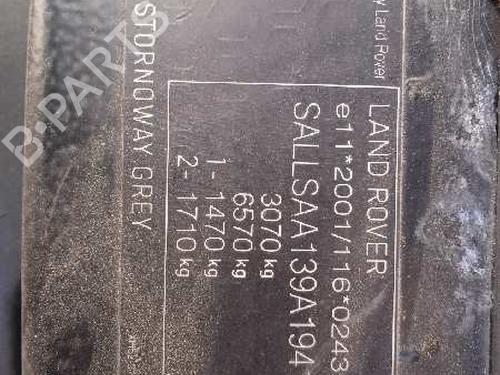 y Land Rover
LAND ROVER
e11*2001/116*0243
SALLSAA139A194
3070 kg
6570 kg
1- 1470 kg
2- 1710 kg
STORNOWAY GREY
B-PARTS